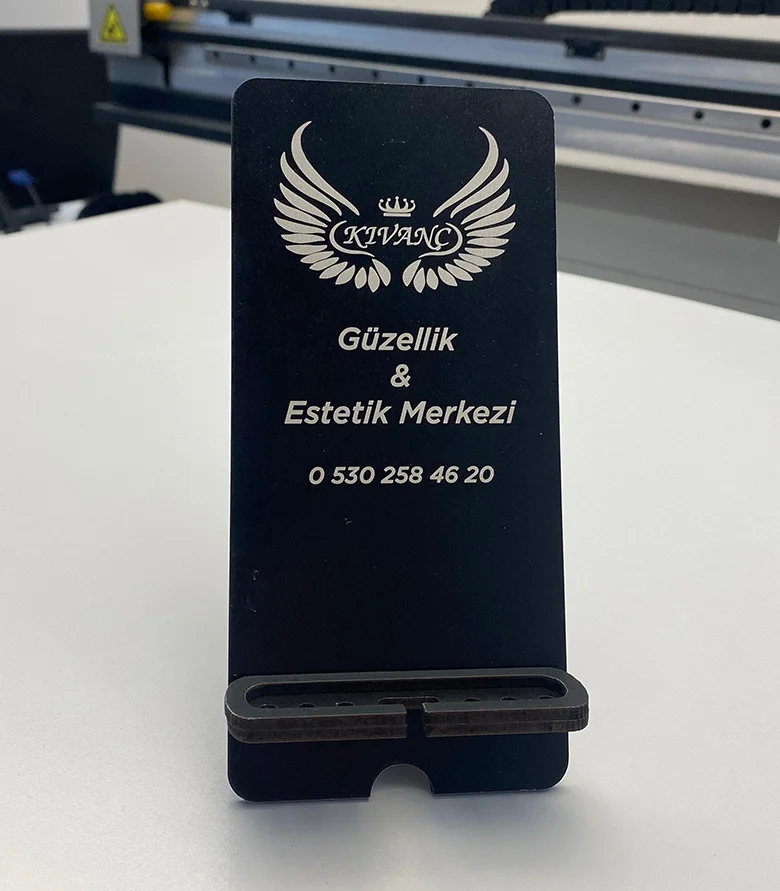 KIVANÇ
Güzellik
&
Estetik Merkezi
0 530 258 46 20